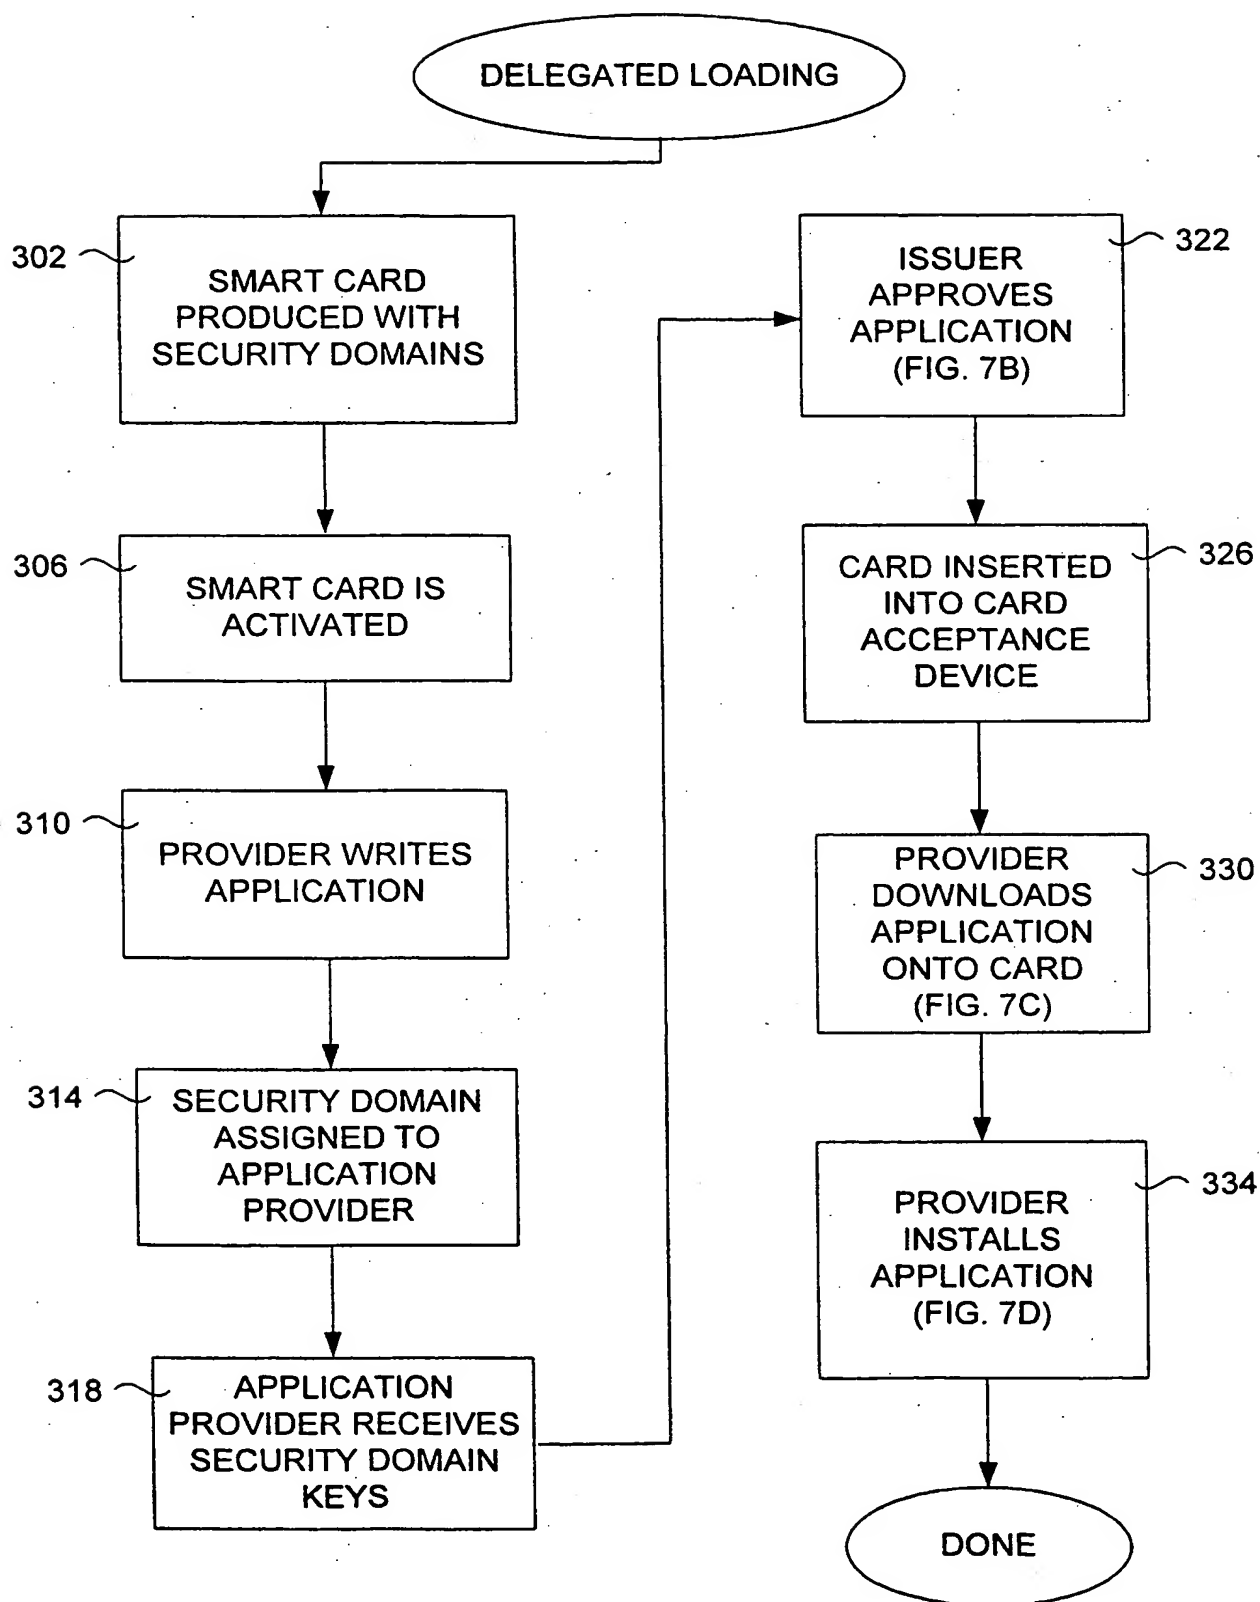 DELEGATED LOADING
302
SMART CARD
PRODUCED WITH
SECURITY DOMAINS
306
SMART CARD IS
ACTIVATED
310
PROVIDER WRITES
APPLICATION
314
SECURITY DOMAIN
ASSIGNED TO
APPLICATION
PROVIDER
318
APPLICATION
PROVIDER RECEIVES
SECURITY DOMAIN
KEYS
322
ISSUER
APPROVES
APPLICATION
(FIG. 7B)
326
CARD INSERTED
INTO CARD
ACCEPTANCE
DEVICE
330
PROVIDER
DOWNLOADS
APPLICATION
ONTO CARD
(FIG. 7C)
334
PROVIDER
INSTALLS
APPLICATION
(FIG. 7D)
DONE